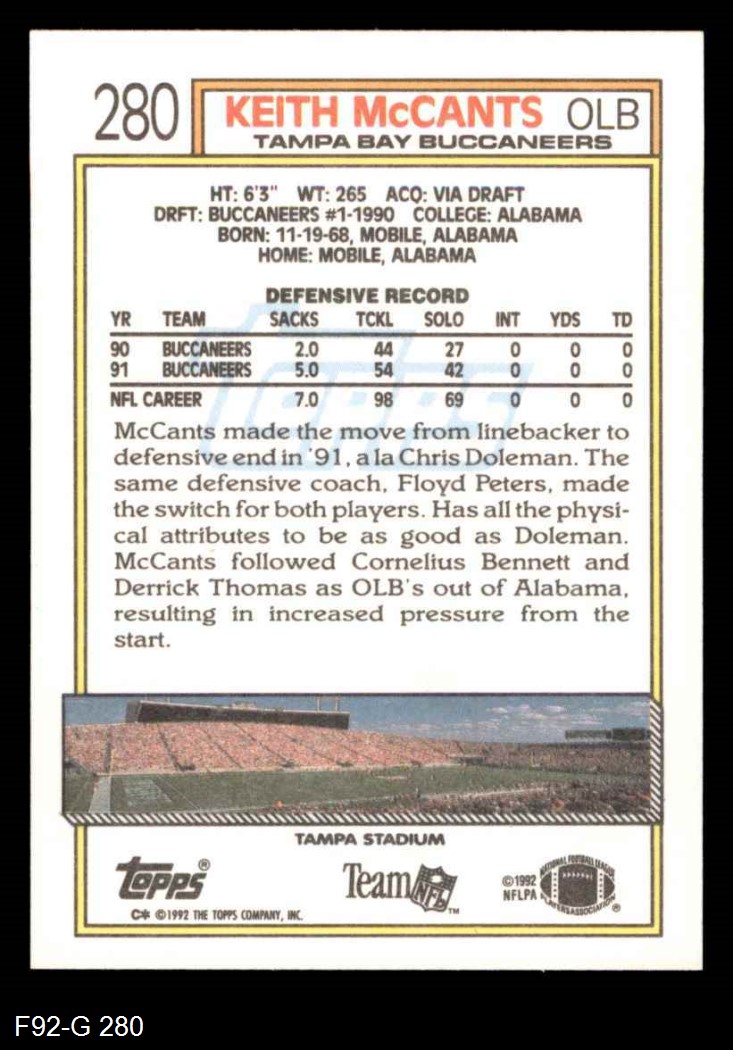 280 KEITH McCANTS OLB
TAMPA BAY BUCCANEERS
HT: 6'3" WT: 265 ACQ: VIA DRAFT
DRFT: BUCCANEERS #1-1990 COLLEGE: ALABAMA
BORN: 11-19-68, MOBILE, ALABAMA
HOME: MOBILE, ALABAMA
DEFENSIVE RECORD
YR TEAM SACKS TCKL SOLO INT YDS TD
90 BUCCANEERS 2.0 44 27 0 0 0
91 BUCCANEERS 5.0 54 42 0 0 0
NFL CAREER 7.0 98 69 0 0 0
Topps
McCants made the move from linebacker to
defensive end in '91, a la Chris Doleman. The
same defensive coach, Floyd Peters, made
the switch for both players. Has all the physi-
cal attributes to be as good as Doleman.
McCants followed Cornelius Bennett and
Derrick Thomas as OLB's out of Alabama,
resulting in increased pressure from the
start.
TAMPA STADIUM
Topps®
C* ©1992 THE TOPPS COMPANY, INC.
Team NFL™
©1992
NFLPA
NATIONAL FOOTBALL LEAGUE
PLAYERS ASSOCIATION®
F92-G 280